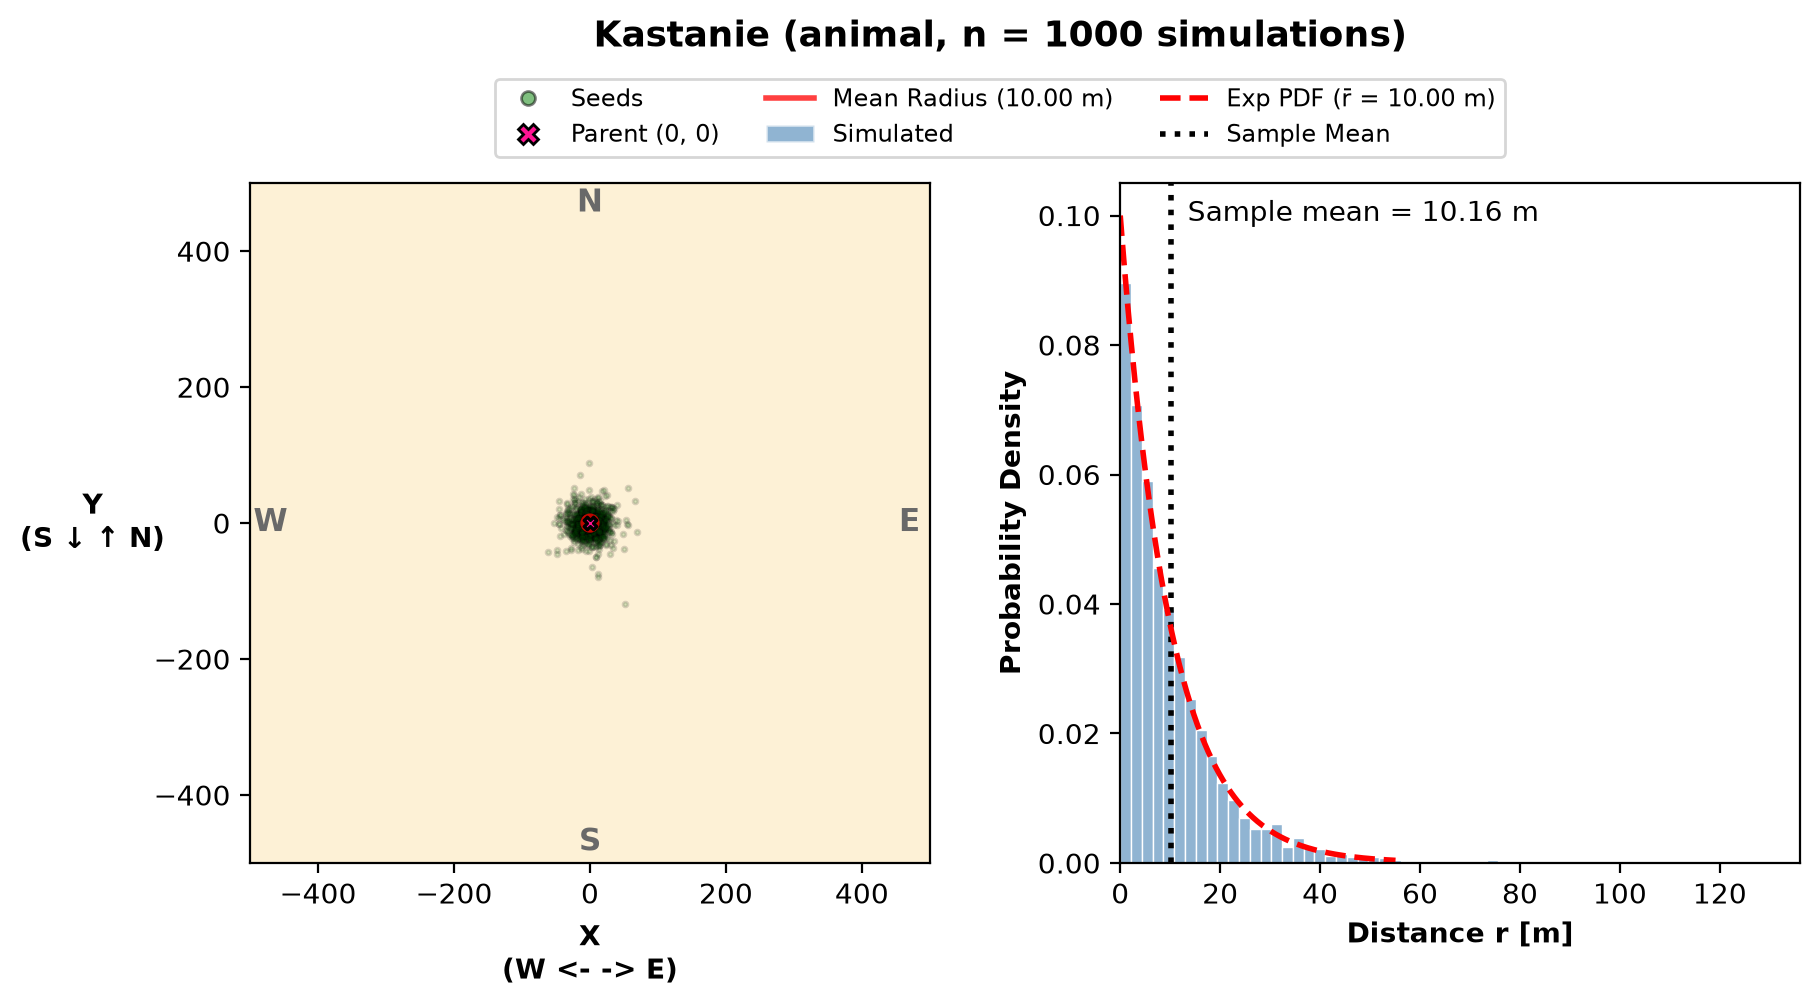 Kastanie (animal, n = 1000 simulations)
Seeds
Parent (0, 0)
Mean Radius (10.00 m)
Simulated
Exp PDF (r̄ = 10.00 m)
Sample Mean
N
W
E
S
400
200
0
−200
−400
Y
(S ↓ ↑ N)
−400 −200 0 200 400
X
(W <- -> E)
Sample mean = 10.16 m
0.10
0.08
0.06
0.04
0.02
0.00
Probability Density
0 20 40 60 80 100 120
Distance r [m]